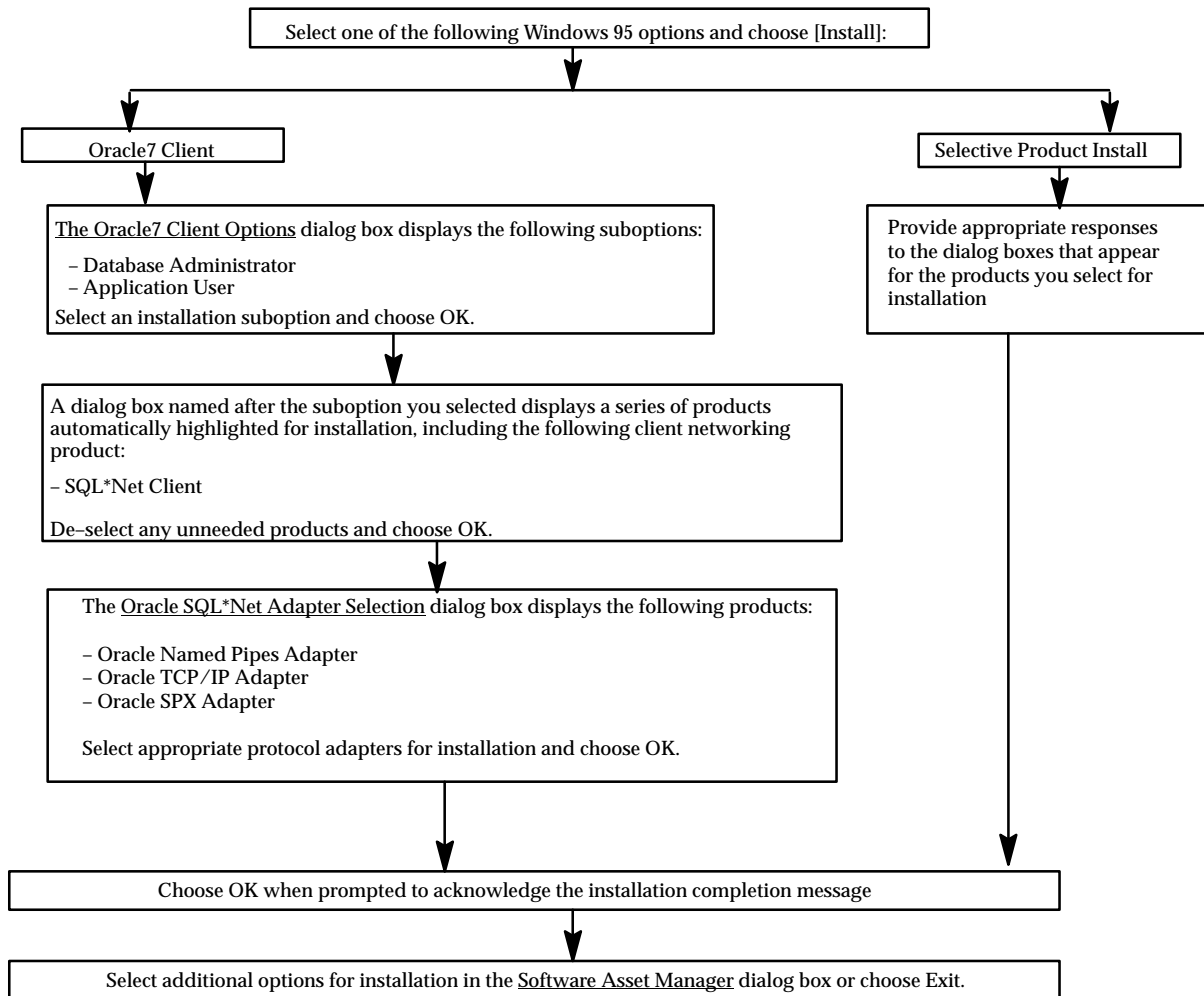 Select one of the following Windows 95 options and choose [Install]:
Oracle7 Client
Selective Product Install
The Oracle7 Client Options dialog box displays the following suboptions:
– Database Administrator
– Application User
Select an installation suboption and choose OK.
Provide appropriate responses
to the dialog boxes that appear
for the products you select for
installation
A dialog box named after the suboption you selected displays a series of products
automatically highlighted for installation, including the following client networking
product:
– SQL*Net Client
De–select any unneeded products and choose OK.
The Oracle SQL*Net Adapter Selection dialog box displays the following products:
– Oracle Named Pipes Adapter
– Oracle TCP/IP Adapter
– Oracle SPX Adapter
Select appropriate protocol adapters for installation and choose OK.
Choose OK when prompted to acknowledge the installation completion message
Select additional options for installation in the Software Asset Manager dialog box or choose Exit.